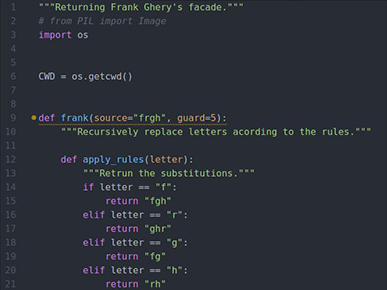 1 """Returning Frank Ghery's facade."""
2 # from PIL import Image
3 import os
4
5
6 CWD = os.getcwd()
7
8
9 def frank(source="frgh", guard=5):
10 """Recursively replace letters acording to the rules."""
11
12 def apply_rules(letter):
13 """Retrun the substitutions."""
14 if letter == "f":
15 return "fgh"
16 elif letter == "r":
17 return "ghr"
18 elif letter == "g":
19 return "fg"
20 elif letter == "h":
21 return "rh"